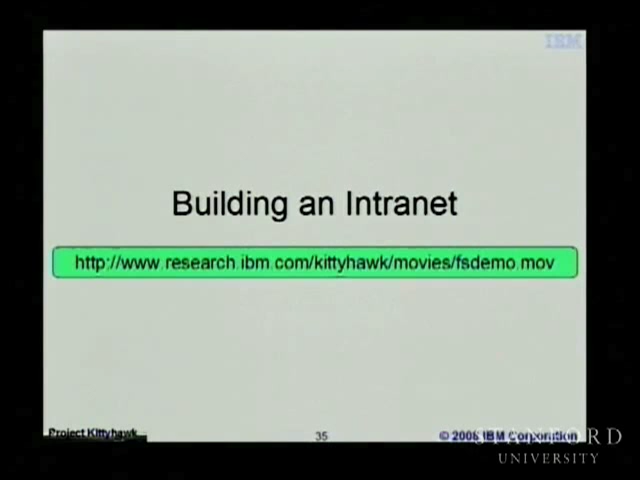 IBM
Building an Intranet
http://www.research.ibm.com/kittyhawk/movies/fsdemo.mov
Project Kittyhawk
35
© 2008 IBM Corporation
STANFORD
UNIVERSITY